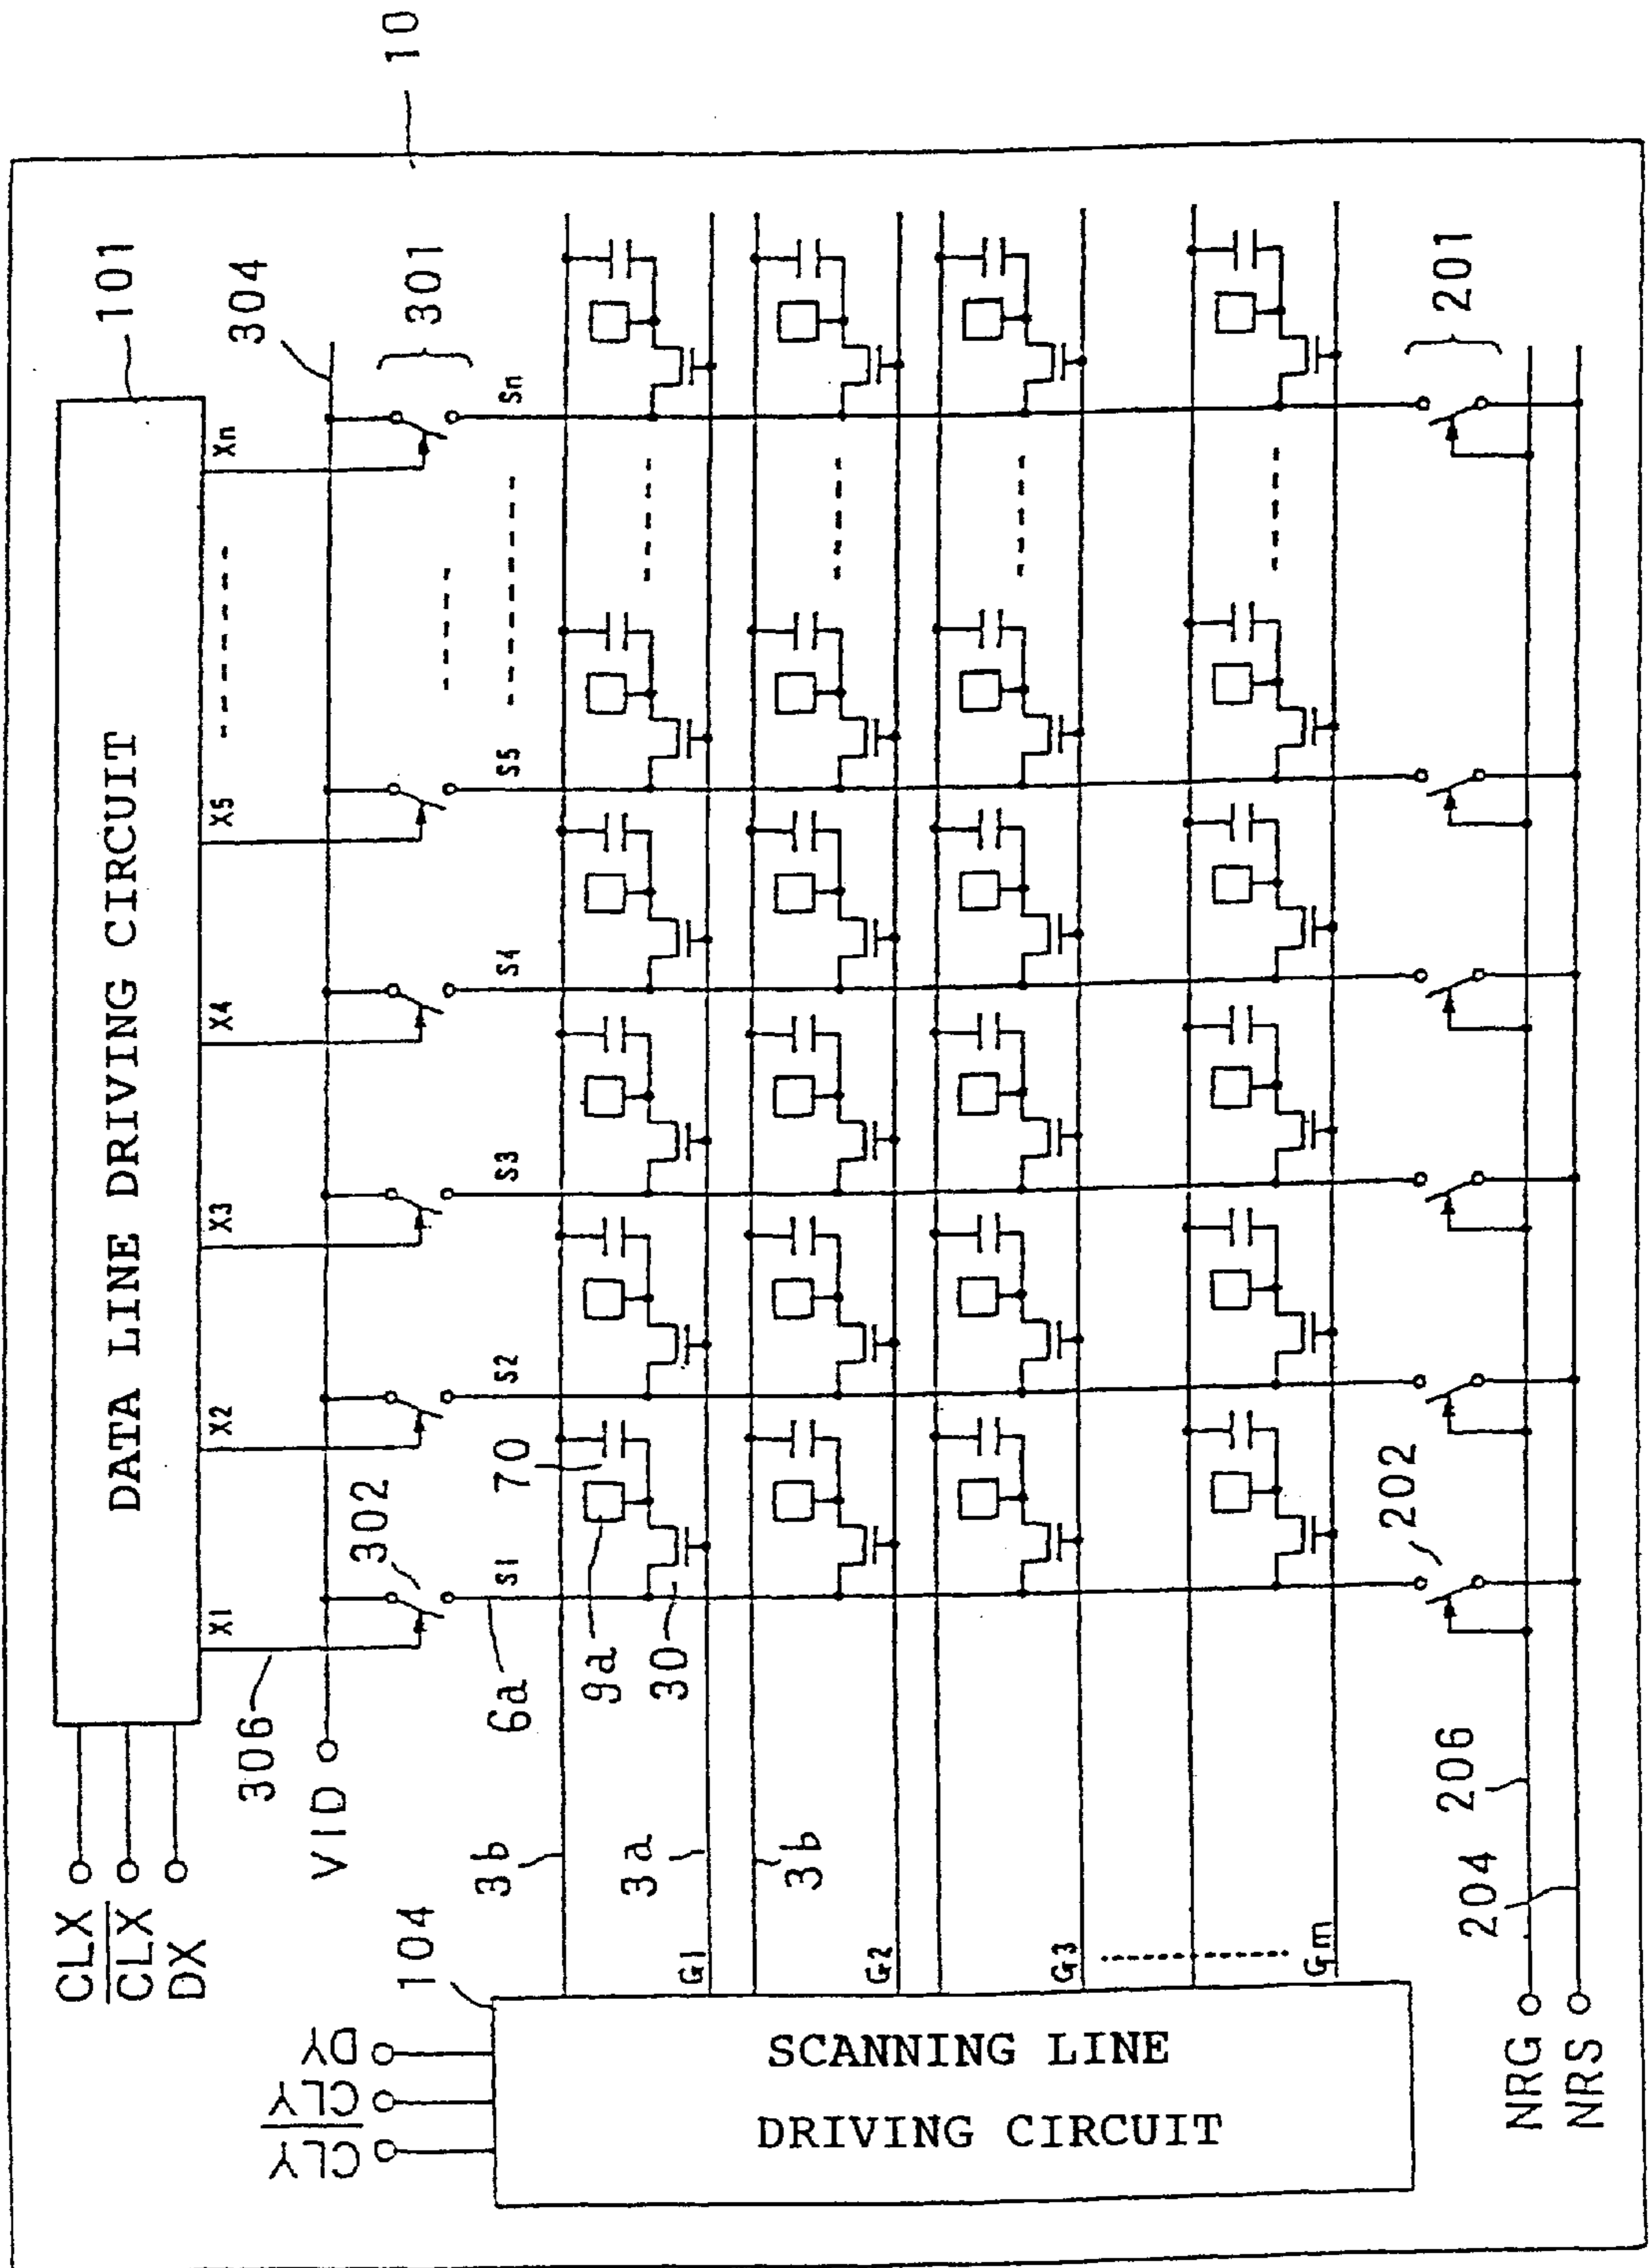 10
101
DATA LINE DRIVING CIRCUIT
CLX
CLX
DX
X1 X2 X3 X4 X5 Xn
306
304
VID
302
301
S1 S2 S3 S4 S5 Sn
6a
70
9a
30
3b
3a
3b
104
DY
CLY
CLY
SCANNING LINE
DRIVING CIRCUIT
G1
G2
G3
Gm
202
201
206
204
NRG
NRS